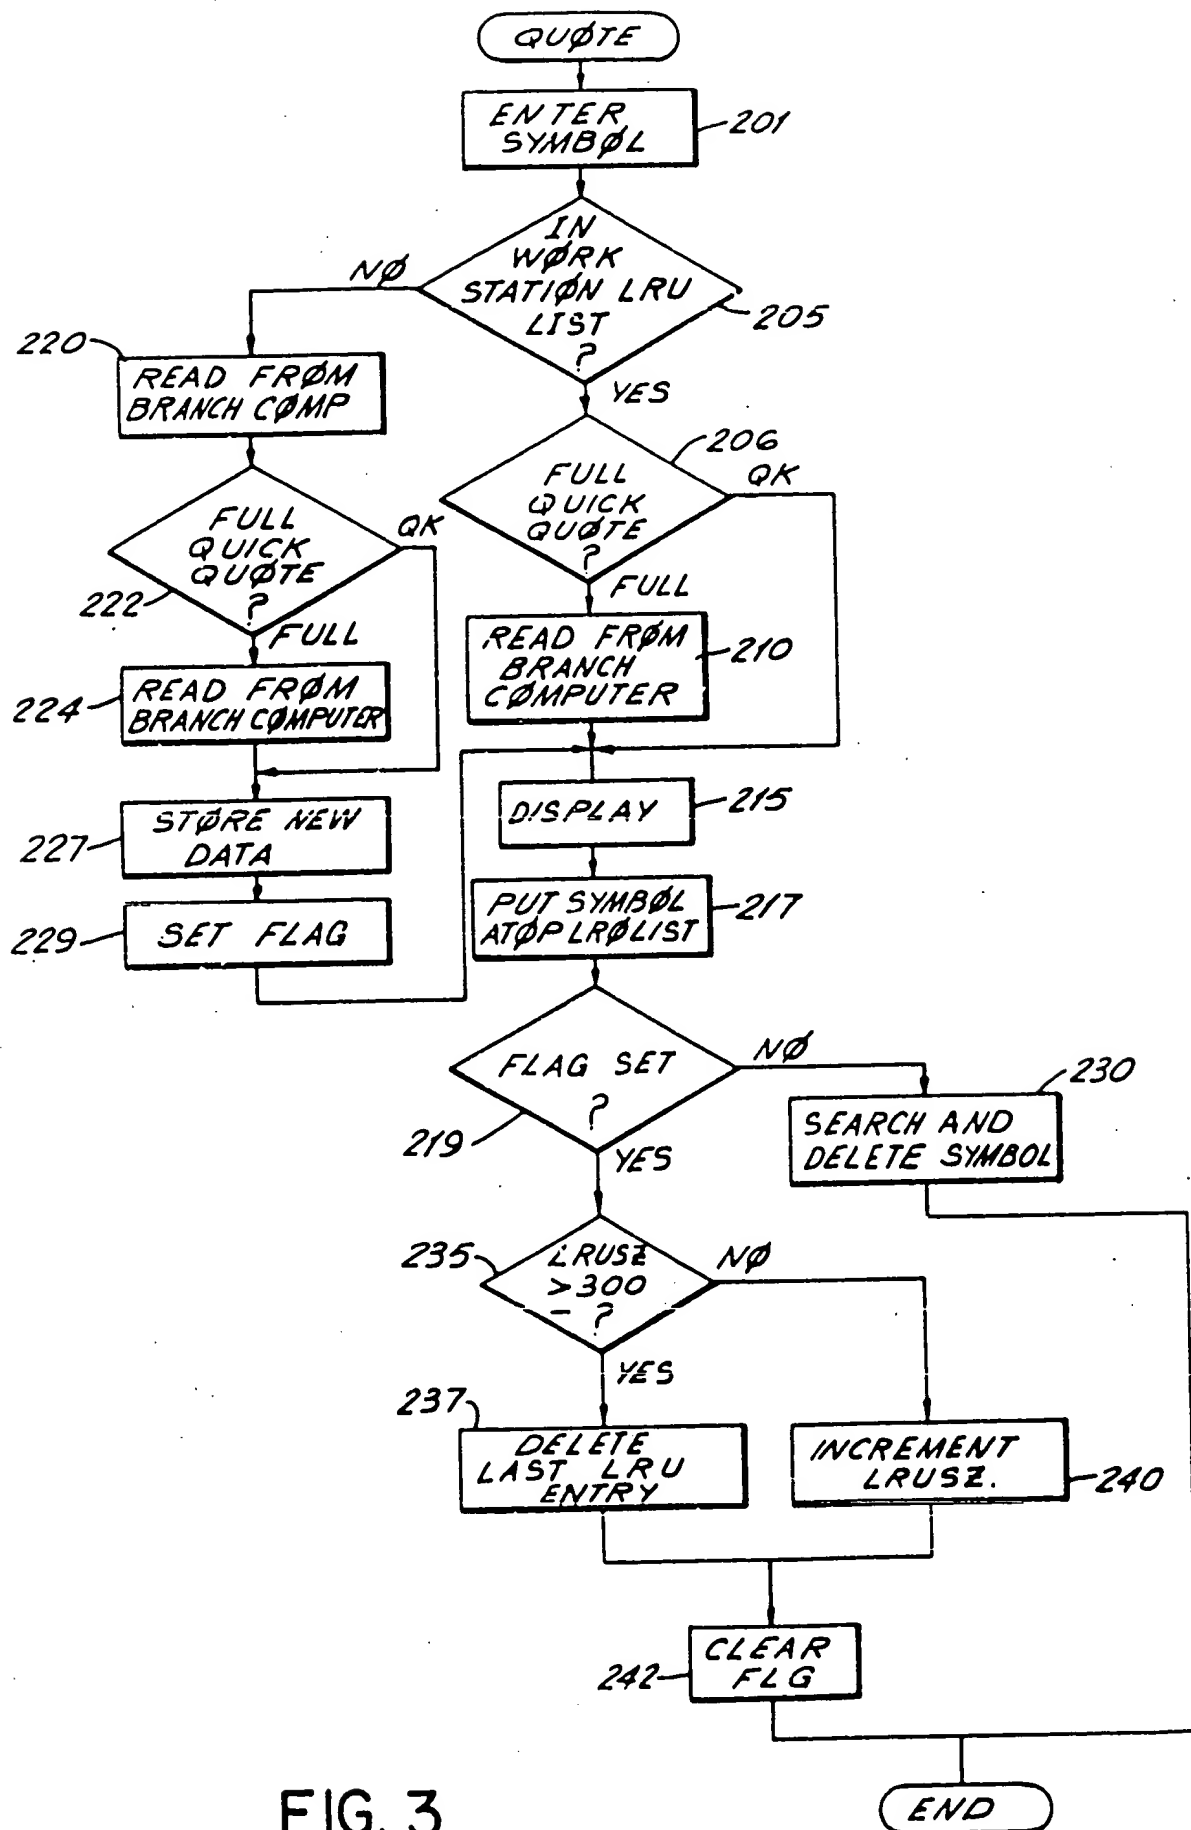 QUØTE
ENTER
SYMBØL
201
IN
WØRK
STATIØN LRU
LIST
?
205
NØ
YES
220
READ FRØM
BRANCH CØMP
206
FULL
QUICK
QUØTE
?
QK
FULL
FULL
QUICK
QUØTE
?
QK
222
FULL
READ FRØM
BRANCH
CØMPUTER
210
224
READ FRØM
BRANCH CØMPUTER
DISPLAY
215
227
STØRE NEW
DATA
PUT SYMBØL
ATØP LRØLIST
217
229
SET FLAG
FLAG SET
?
219
NØ
YES
230
SEARCH AND
DELETE SYMBOL
235
LRUSZ
>300
?
NØ
YES
237
DELETE
LAST LRU
ENTRY
INCREMENT
LRUSZ.
240
CLEAR
FLG
242
END
FIG. 3